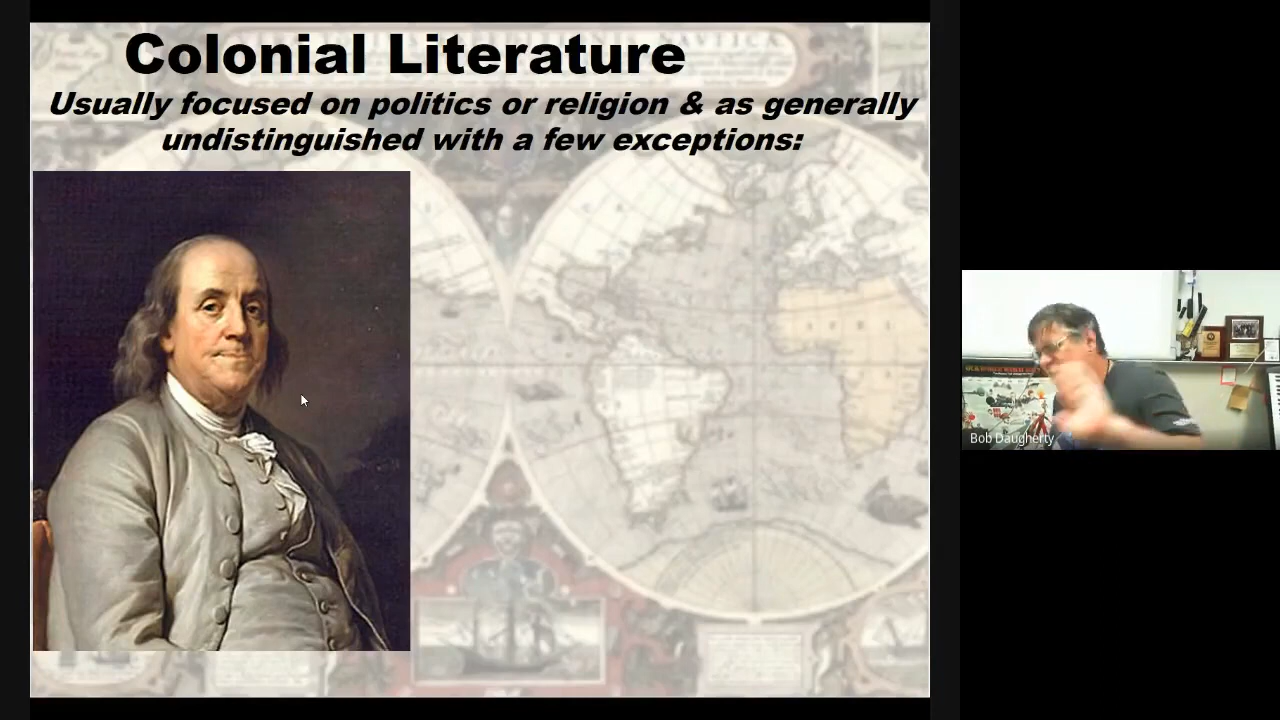 Colonial Literature
Usually focused on politics or religion & as generally
undistinguished with a few exceptions:
Bob Daugherty